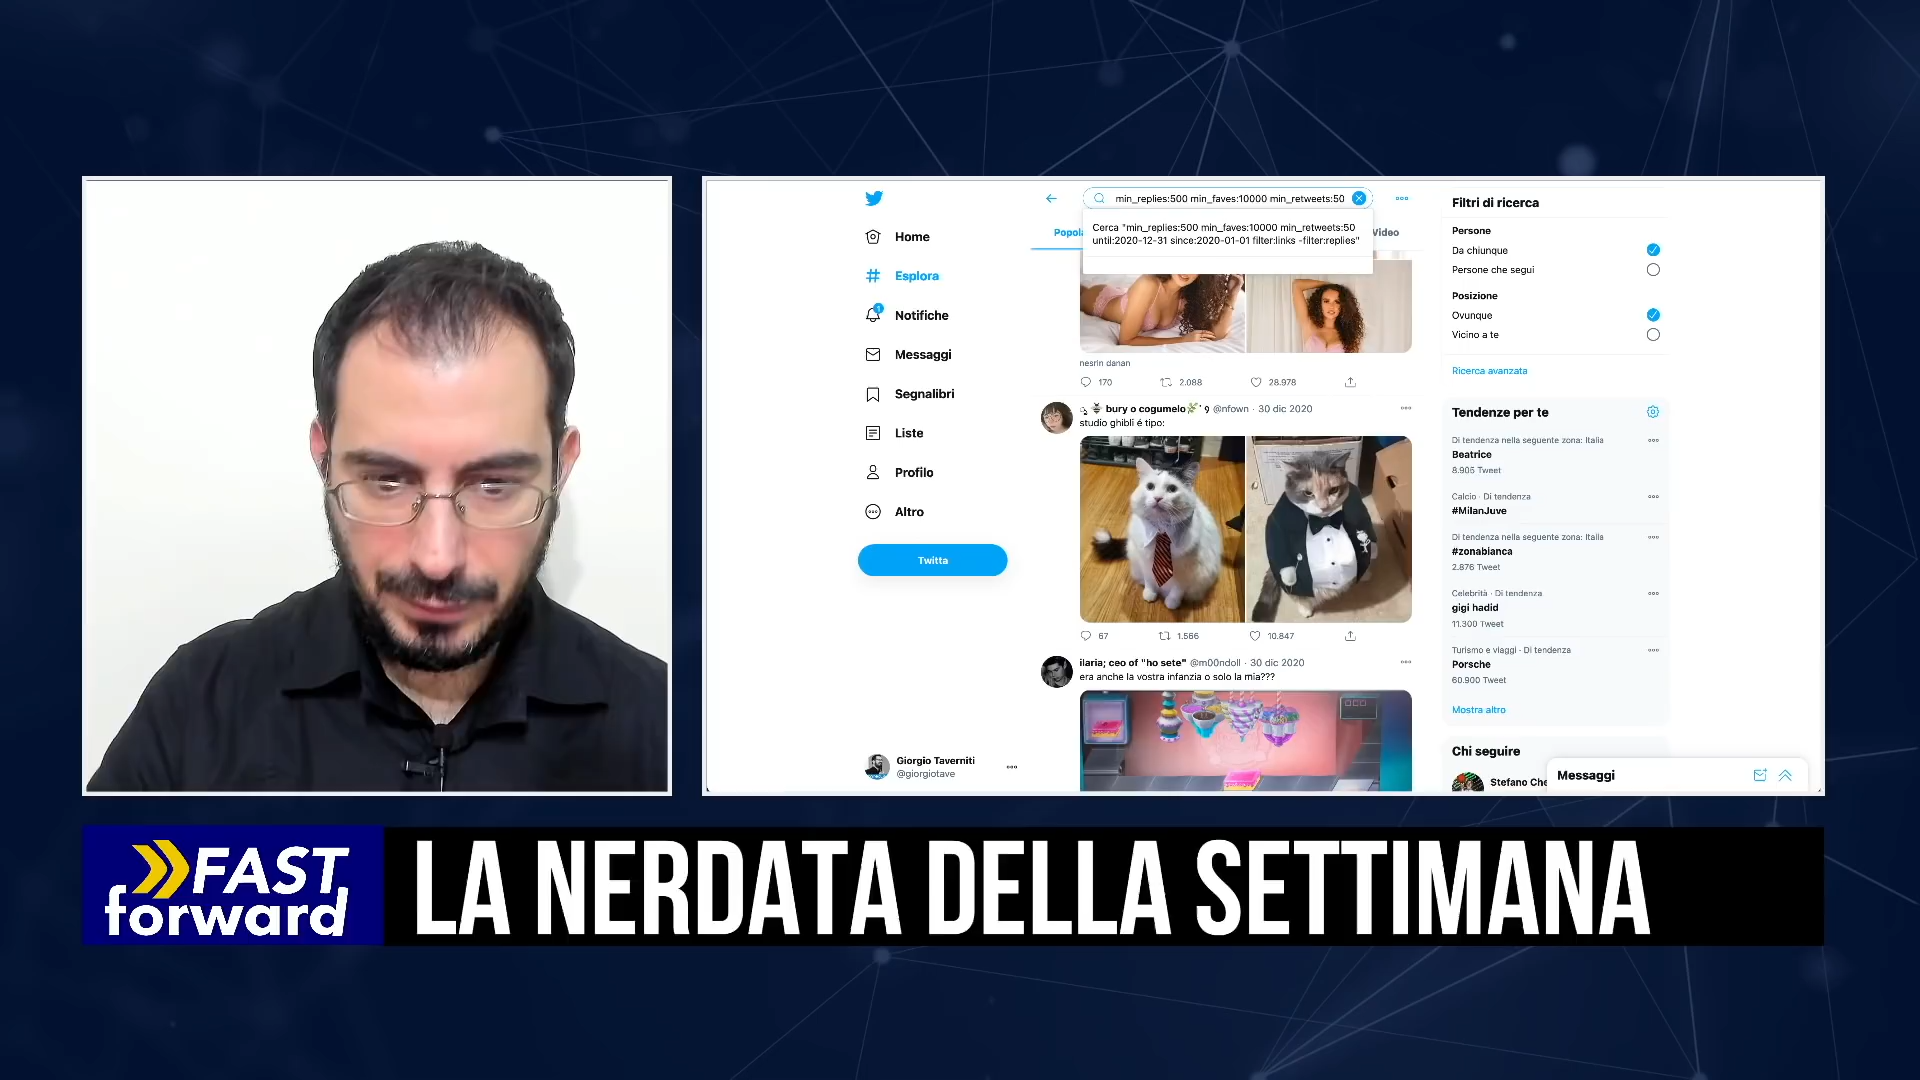 Home
Esplora
Notifiche
Messaggi
Segnalibri
Liste
Profilo
Altro
Twitta
Giorgio Taverniti
@giorgiotave
min_replies:500 min_faves:10000 min_retweets:50
Popola
Video
Cerca "min_replies:500 min_faves:10000 min_retweets:50
until:2020-12-31 since:2020-01-01 filter:links -filter:replies"
nesrin danan
170 2.088 28.978
bury o cogumelo @nfown · 30 dic 2020
studio ghibli é tipo:
67 1.566 10.847
ilaria; ceo of "ho sete" @m00ndoll · 30 dic 2020
era anche la vostra infanzia o solo la mia???
Filtri di ricerca
Persone
Da chiunque
Persone che segui
Posizione
Ovunque
Vicino a te
Ricerca avanzata
Tendenze per te
Di tendenza nella seguente zona: Italia
Beatrice
8.905 Tweet
Calcio · Di tendenza
#MilanJuve
Di tendenza nella seguente zona: Italia
#zonabianca
2.876 Tweet
Celebrità · Di tendenza
gigi hadid
11.300 Tweet
Turismo e viaggi · Di tendenza
Porsche
60.900 Tweet
Mostra altro
Chi seguire
Stefano Che
Messaggi
FAST
forward
LA NERDATA DELLA SETTIMANA